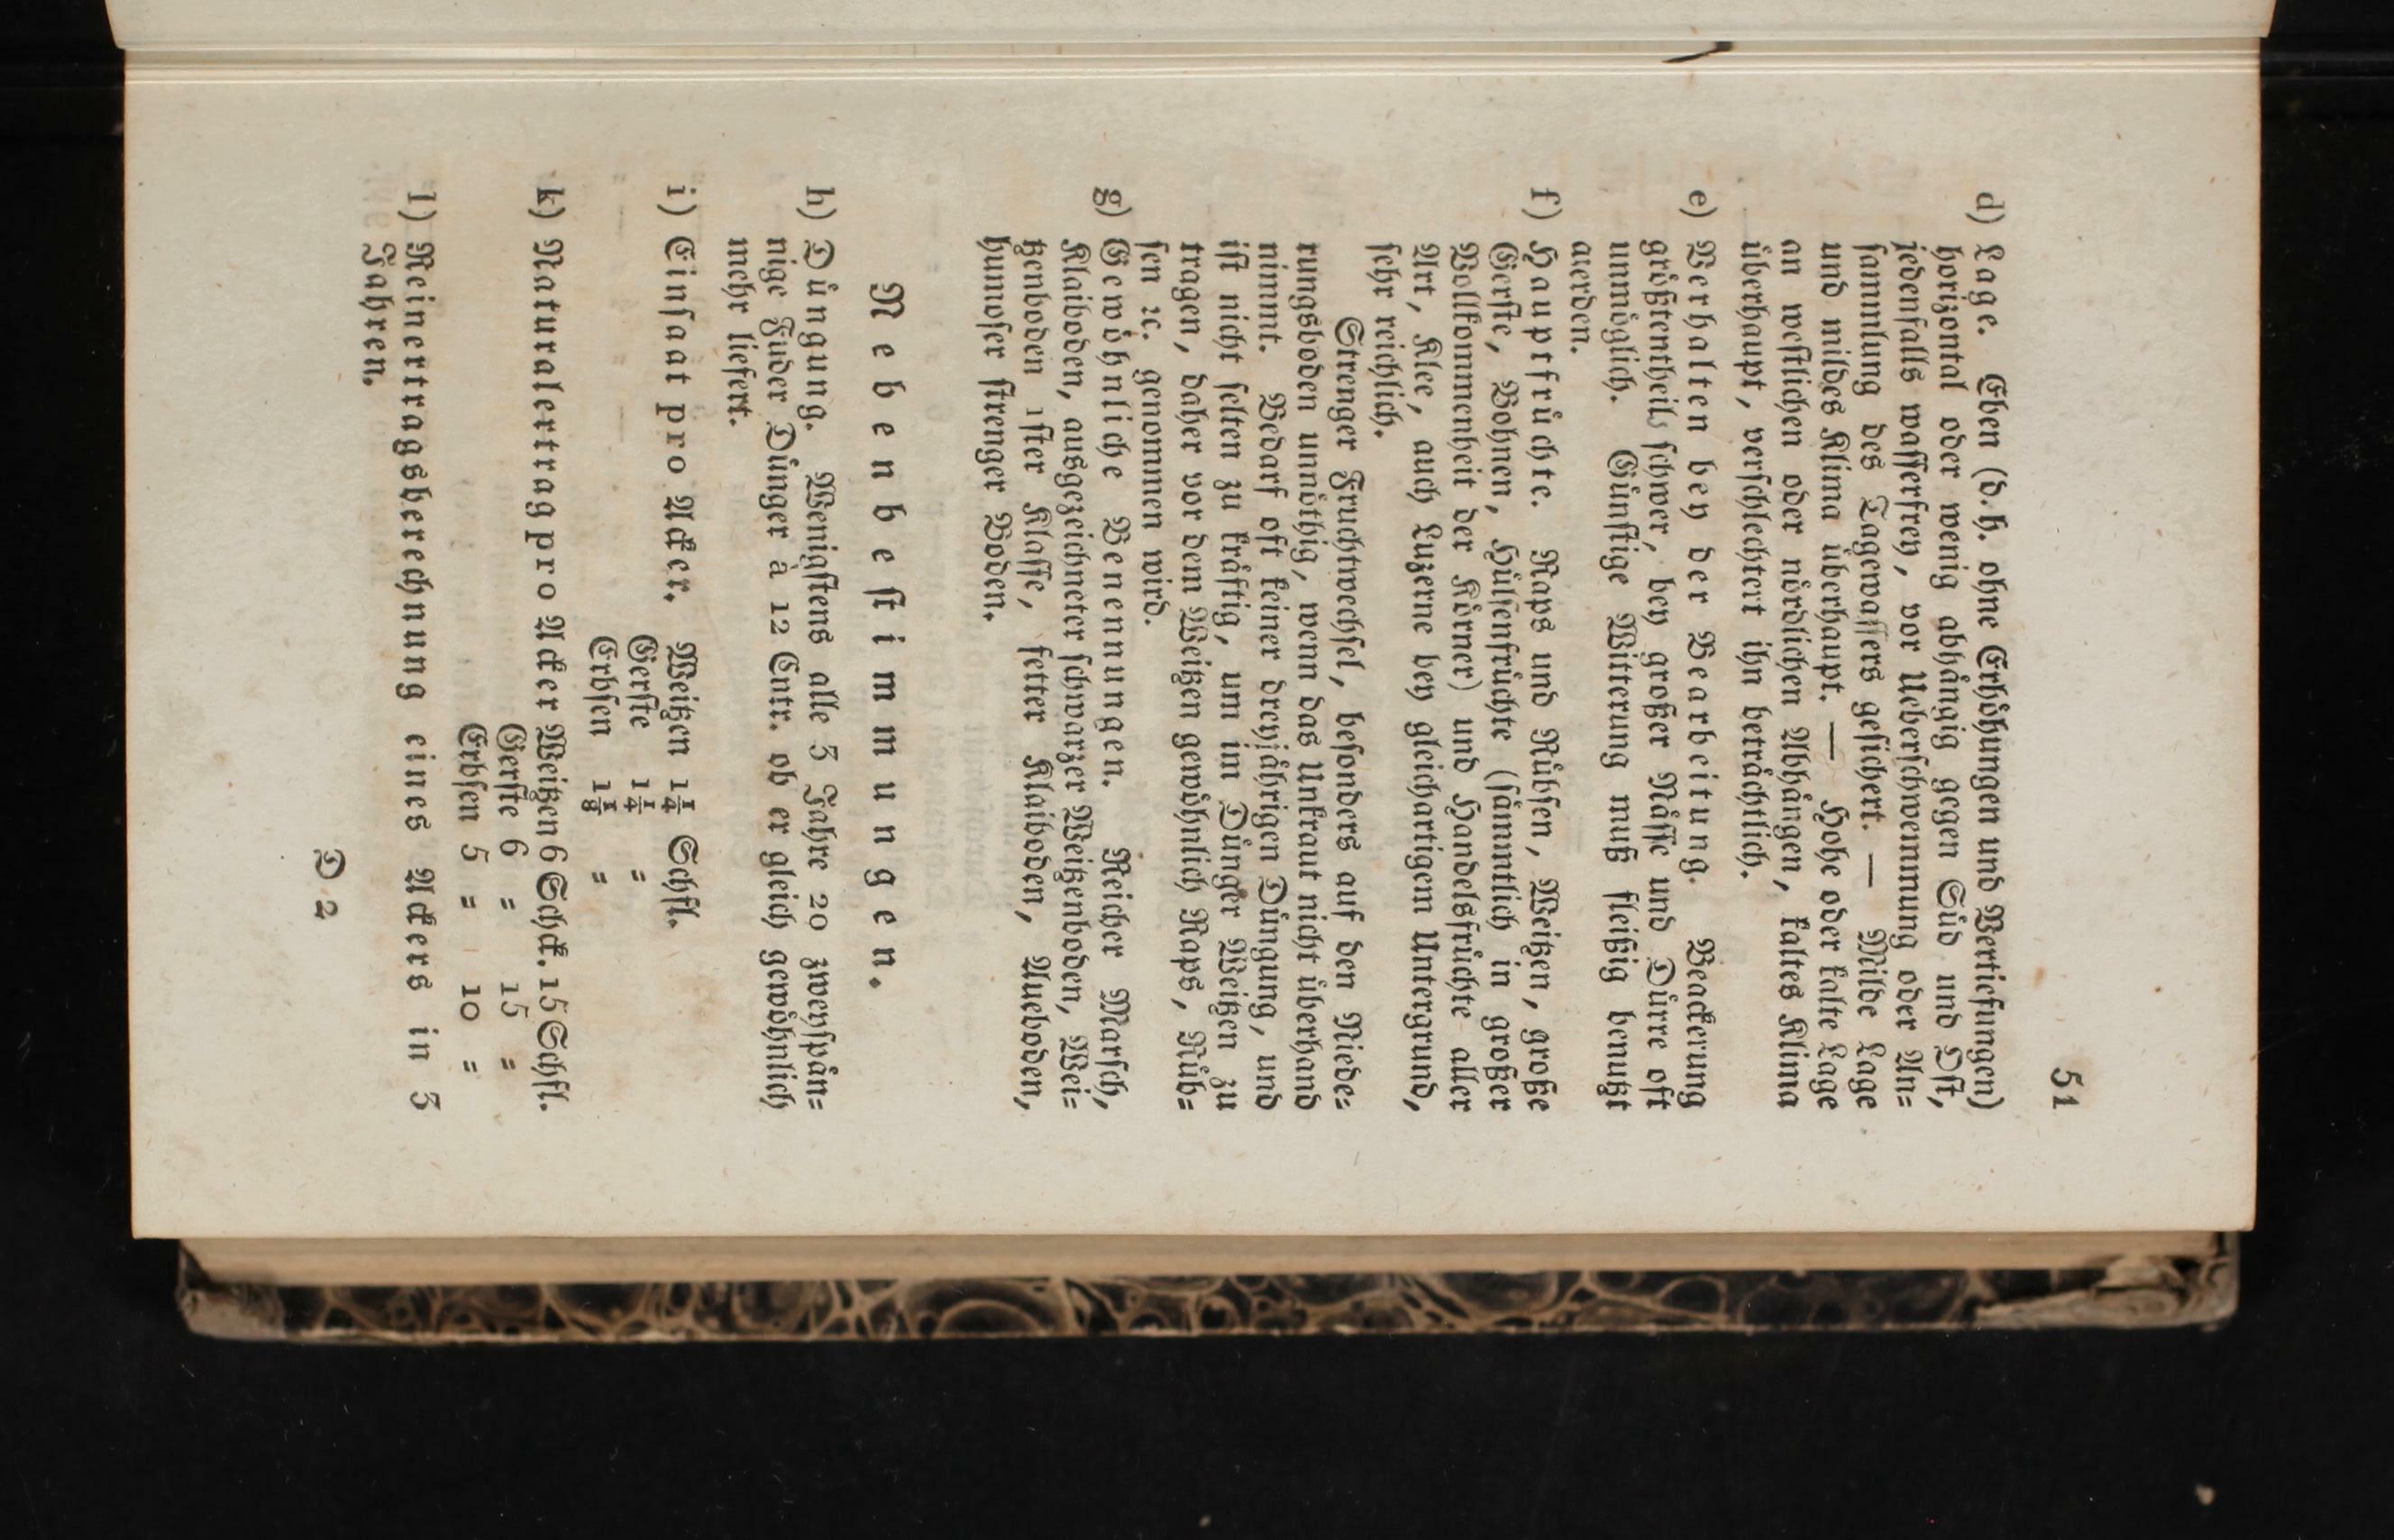 51
d) Lage. Eben (d. h. ohne Erhöhungen und Vertiefungen)
horizontal oder wenig abhängig gegen Süd und Ost,
jedenfalls wasserfrey, vor Ueberschwemmung oder An=
sammlung des Tagewassers gesichert. — Milde Lage
und mildes Klima überhaupt. — Hohe oder kalte Lage
an westlichen oder nördlichen Abhängen, kaltes Klima
überhaupt, verschlechtert ihn beträchtlich.
e) Verhalten bey der Bearbeitung. Beackerung
größtentheils schwer, bey großer Nässe und Dürre oft
unmöglich. Günstige Witterung muß fleißig benutzt
werden.
f) Hauptfrüchte. Raps und Rübsen, Weitzen, große
Gerste, Bohnen, Hülsenfrüchte (sämmtlich in großer
Vollkommenheit der Körner) und Handelsfrüchte aller
Art, Klee, auch Luzerne bey gleichartigem Untergrund,
sehr reichlich.
Strenger Fruchtwechsel, besonders auf den Niede=
rungsboden unnöthig, wenn das Unkraut nicht überhand
nimmt. Bedarf oft keiner dreyjährigen Düngung, und
ist nicht selten zu kräftig, um im Dünger Weitzen zu
tragen, daher vor dem Weitzen gewöhnlich Raps, Rüb=
sen ꝛc. genommen wird.
g) Gewöhnliche Benennungen. Reicher Marsch,
Klaiboden, ausgezeichneter schwarzer Weitzenboden, Wei=
tzenboden 1ster Klasse, fetter Klaiboden, Aueboden,
humoser strenger Boden.
Nebenbestimmungen.
h) Düngung. Wenigstens alle 3 Jahre 20 zweyspän=
nige Fuder Dünger à 12 Cntr. ob er gleich gewöhnlich
mehr liefert.
i) Einsaat pro Acker. Weitzen 1¼ Schfl.
Gerste 1¼ =
Erbsen 1⅛ =
k) Naturalertrag pro Acker Weitzen 6 Schck. 15 Schfl.
Gerste 6 = 15 =
Erbsen 5 = 10 =
l) Reinertragsberechnung eines Ackers in 3
Jahren.
D 2